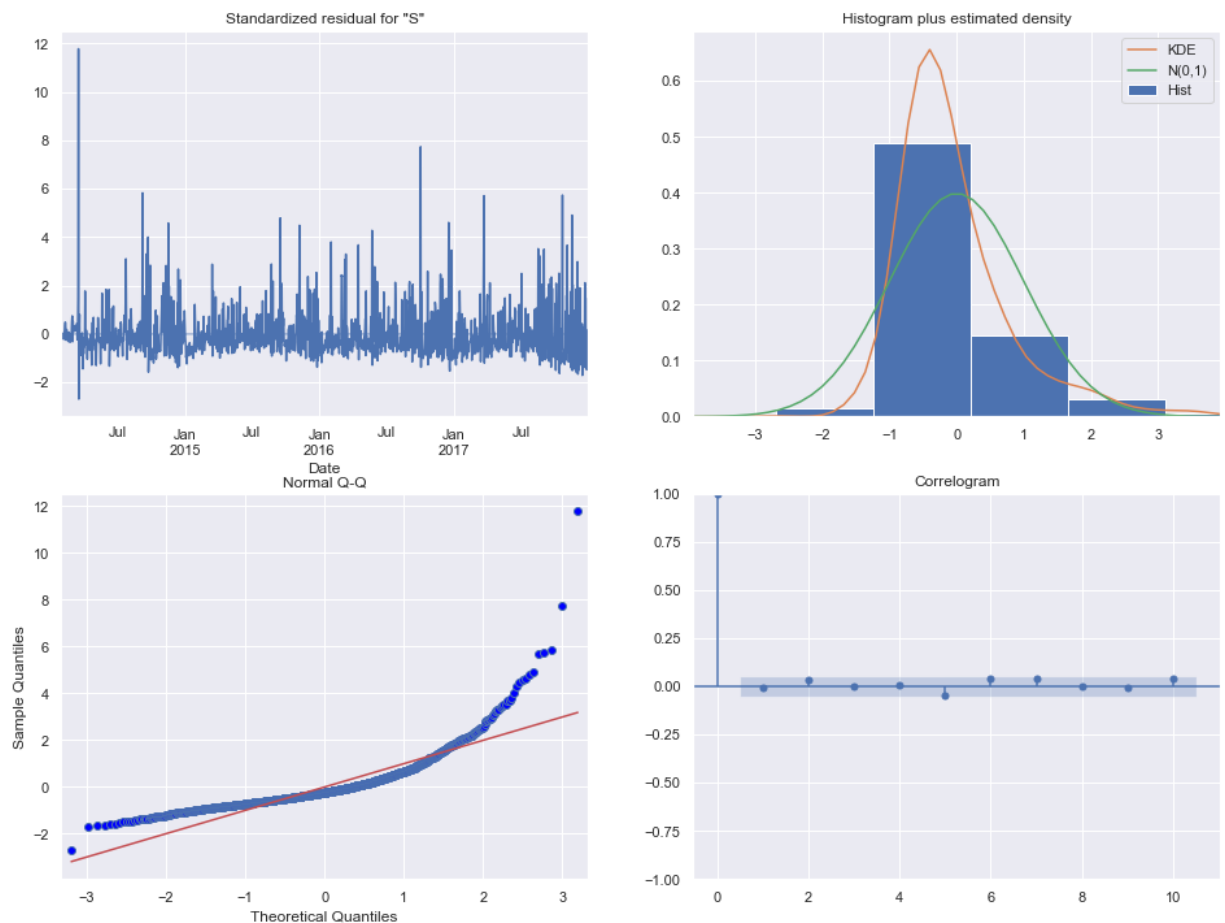 Standardized residual for "S"
12
10
8
6
4
2
0
−2
Jul
Jan
2015
Jul
Jan
2016
Jul
Jan
2017
Jul
Date
Histogram plus estimated density
KDE
N(0,1)
Hist
0.6
0.5
0.4
0.3
0.2
0.1
0.0
−3 −2 −1 0 1 2 3
Normal Q-Q
Sample Quantiles
12
10
8
6
4
2
0
−2
−3 −2 −1 0 1 2 3
Theoretical Quantiles
Correlogram
1.00
0.75
0.50
0.25
0.00
−0.25
−0.50
−0.75
−1.00
0 2 4 6 8 10